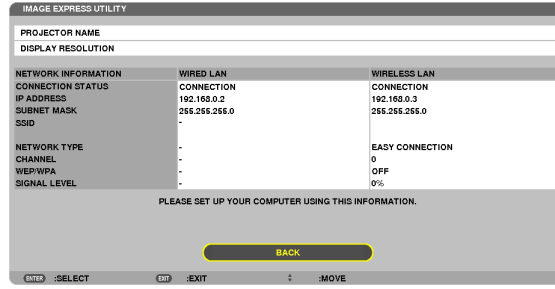 IMAGE EXPRESS UTILITY
PROJECTOR NAME
DISPLAY RESOLUTION
NETWORK INFORMATION WIRED LAN WIRELESS LAN
CONNECTION STATUS CONNECTION CONNECTION
IP ADDRESS 192.168.0.2 192.168.0.3
SUBNET MASK 255.255.255.0 255.255.255.0
SSID -
NETWORK TYPE - EASY CONNECTION
CHANNEL - 0
WEP/WPA - OFF
SIGNAL LEVEL - 0%
PLEASE SET UP YOUR COMPUTER USING THIS INFORMATION.
BACK
ENTER :SELECT EXIT :EXIT :MOVE